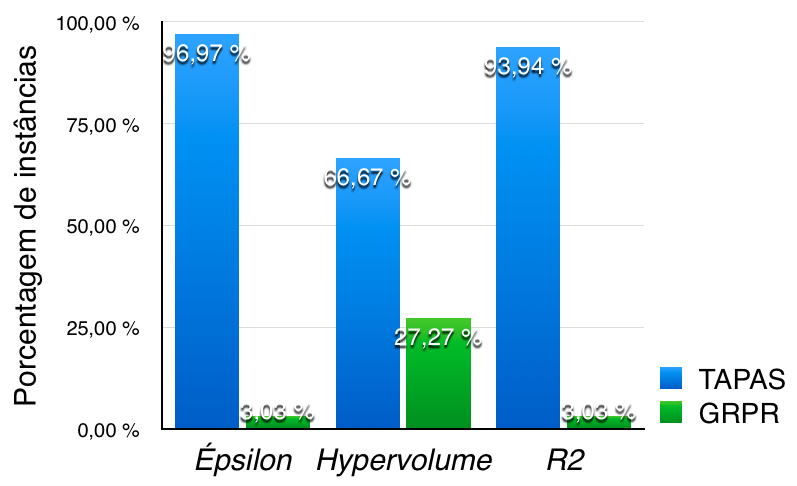 Porcentagem de instâncias
100,00 %
75,00 %
50,00 %
25,00 %
0,00 %
96,97 %
3,03 %
66,67 %
27,27 %
93,94 %
3,03 %
Épsilon
Hypervolume
R2
TAPAS
GRPR